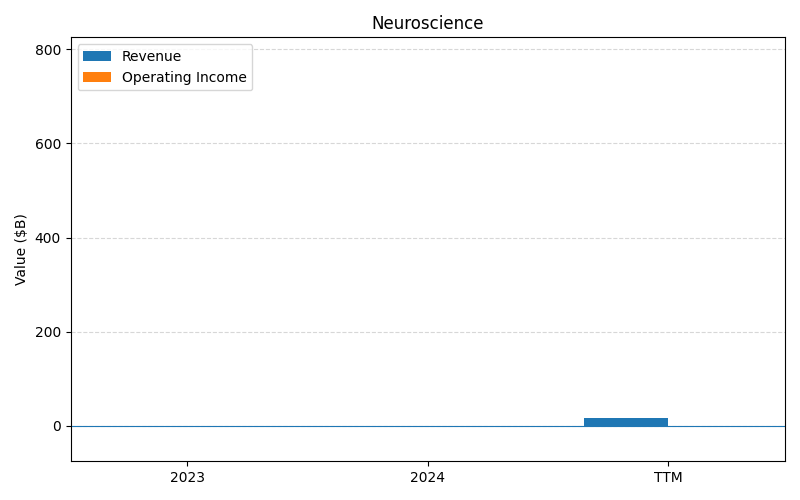 Neuroscience
Revenue
Operating Income
Value ($B)
800
600
400
200
0
2023
2024
TTM